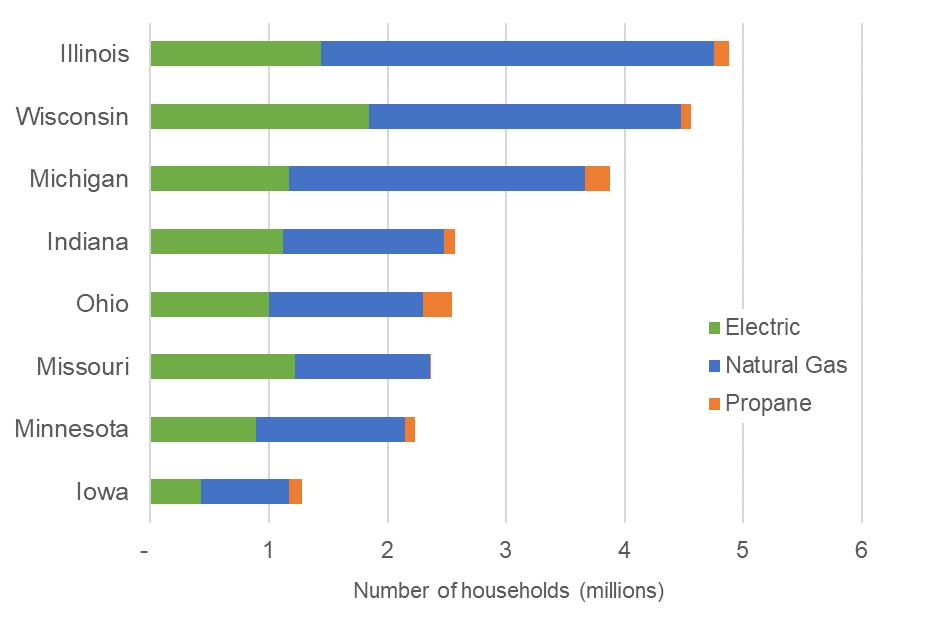 Illinois
Wisconsin
Michigan
Indiana
Ohio
Missouri
Minnesota
Iowa
Electric
Natural Gas
Propane
- 1 2 3 4 5 6
Number of households (millions)